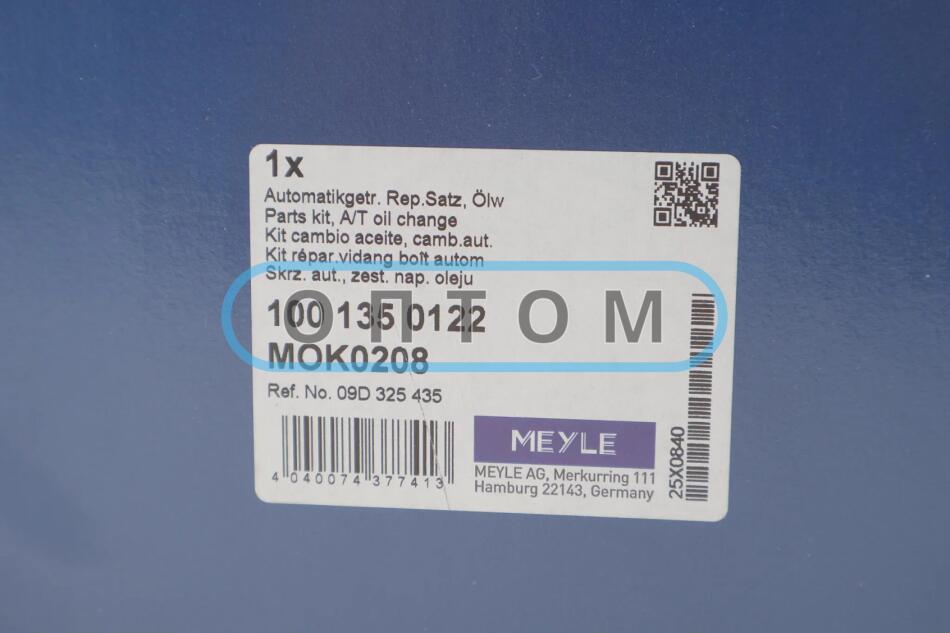 1x
Automatikgetr. Rep.Satz, Ölw
Parts kit, A/T oil change
Kit cambio aceite, camb.aut.
Kit répar.vidang boît autom
Skrz. aut., zest. nap. oleju
100 135 0122
ОПТОМ
MOK0208
Ref. No. 09D 325 435
4 040074 377413
MEYLE
MEYLE AG, Merkurring 111
Hamburg 22143, Germany
25X0840